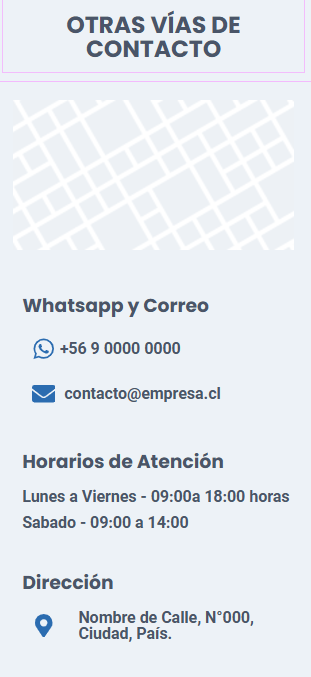 OTRAS VÍAS DE
CONTACTO
Whatsapp y Correo
+56 9 0000 0000
contacto@empresa.cl
Horarios de Atención
Lunes a Viernes - 09:00a 18:00 horas
Sabado - 09:00 a 14:00
Dirección
Nombre de Calle, N°000,
Ciudad, País.